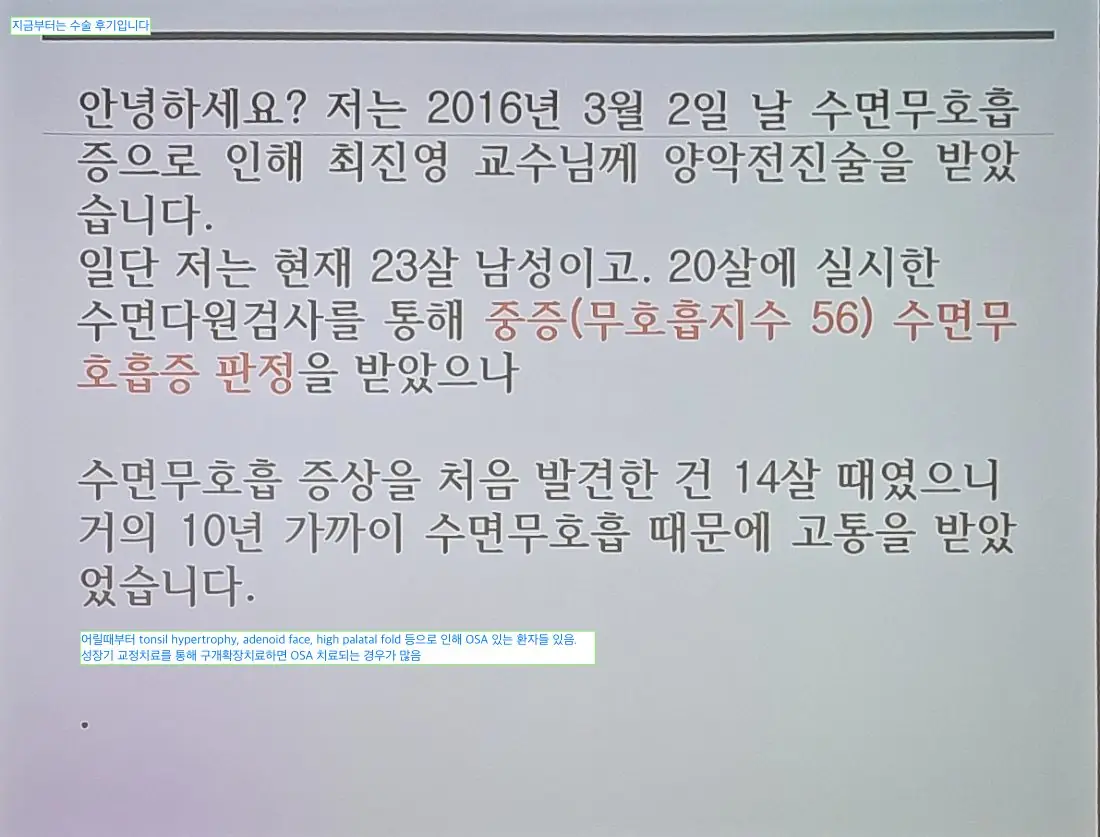 지금부터는 수술 후기입니다
안녕하세요? 저는 2016년 3월 2일 날 수면무호흡
증으로 인해 최진영 교수님께 양악전진술을 받았
습니다.
일단 저는 현재 23살 남성이고. 20살에 실시한
수면다원검사를 통해 중증(무호흡지수 56) 수면무
호흡증 판정을 받았으나
수면무호흡 증상을 처음 발견한 건 14살 때였으니
거의 10년 가까이 수면무호흡 때문에 고통을 받았
었습니다.
어릴때부터 tonsil hypertrophy, adenoid face, high palatal fold 등으로 인해 OSA 있는 환자들 있음.
성장기 교정치료를 통해 구개확장치료하면 OSA 치료되는 경우가 많음
.